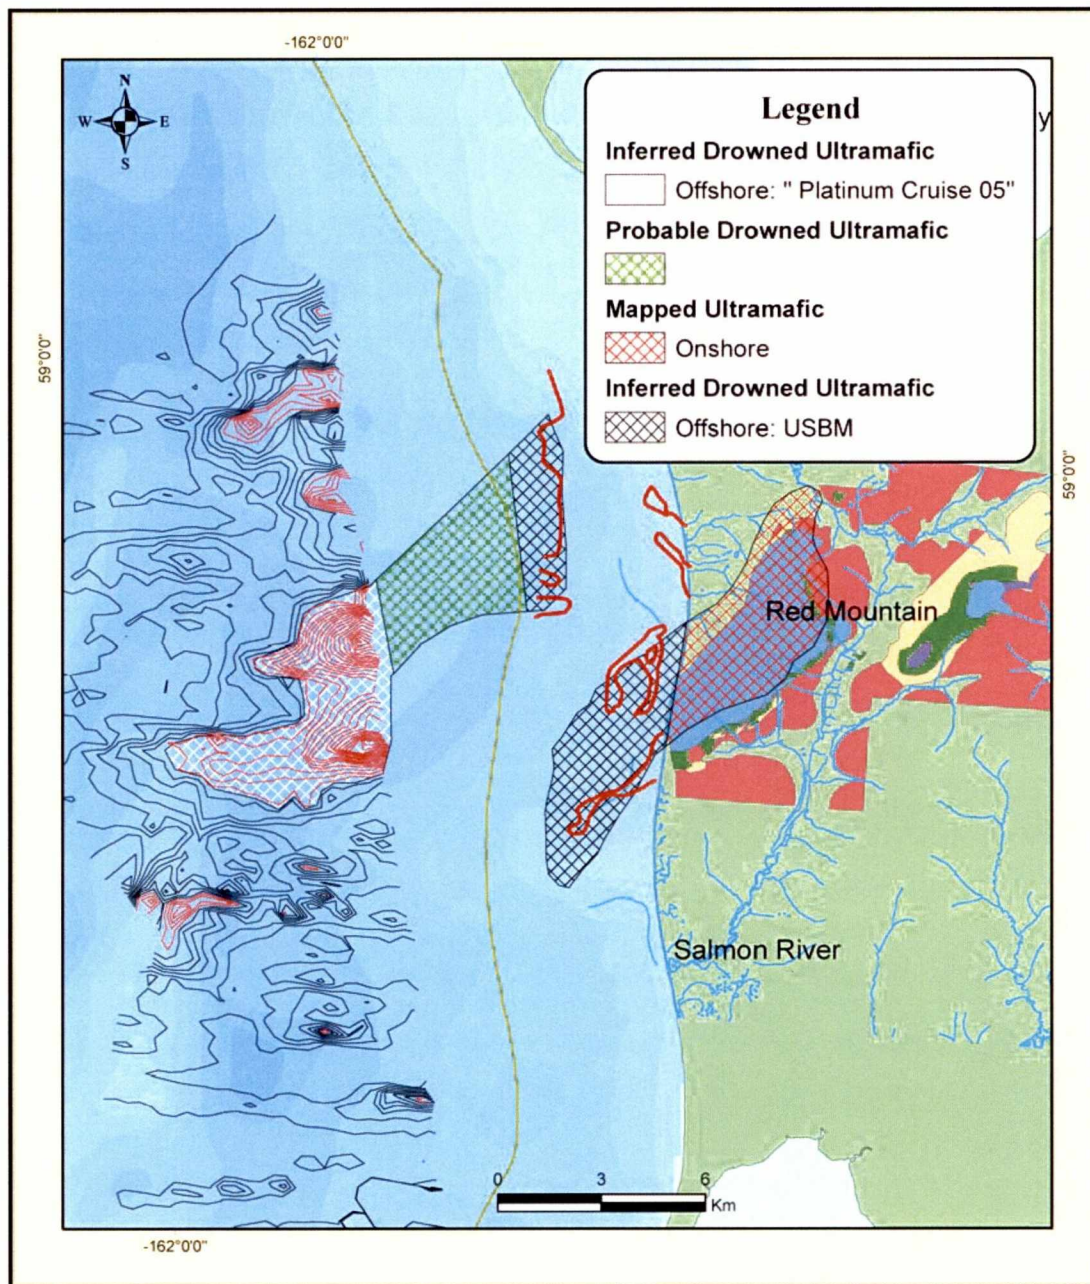 -162°0'0"
N
W E
S
Legend
y
Inferred Drowned Ultramafic
Offshore: " Platinum Cruise 05"
Probable Drowned Ultramafic
Mapped Ultramafic
Onshore
Inferred Drowned Ultramafic
Offshore: USBM
59°0'0"
59°0'0"
Red Mountain
Salmon River
0 3 6
Km
-162°0'0"